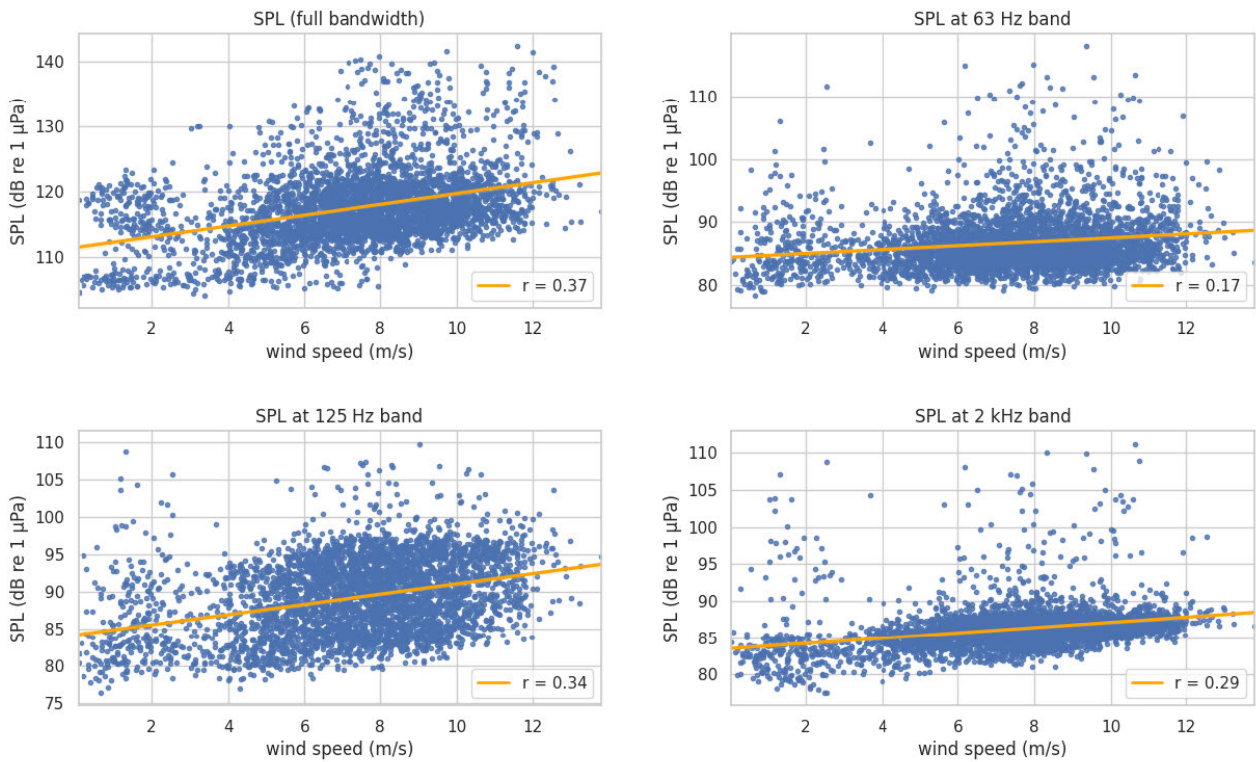 SPL (full bandwidth)
SPL (dB re 1 µPa)
140
130
120
110
2 4 6 8 10 12
wind speed (m/s)
r = 0.37
SPL at 63 Hz band
SPL (dB re 1 µPa)
110
100
90
80
2 4 6 8 10 12
wind speed (m/s)
r = 0.17
SPL at 125 Hz band
SPL (dB re 1 µPa)
110
105
100
95
90
85
80
75
2 4 6 8 10 12
wind speed (m/s)
r = 0.34
SPL at 2 kHz band
SPL (dB re 1 µPa)
110
105
100
95
90
85
80
2 4 6 8 10 12
wind speed (m/s)
r = 0.29